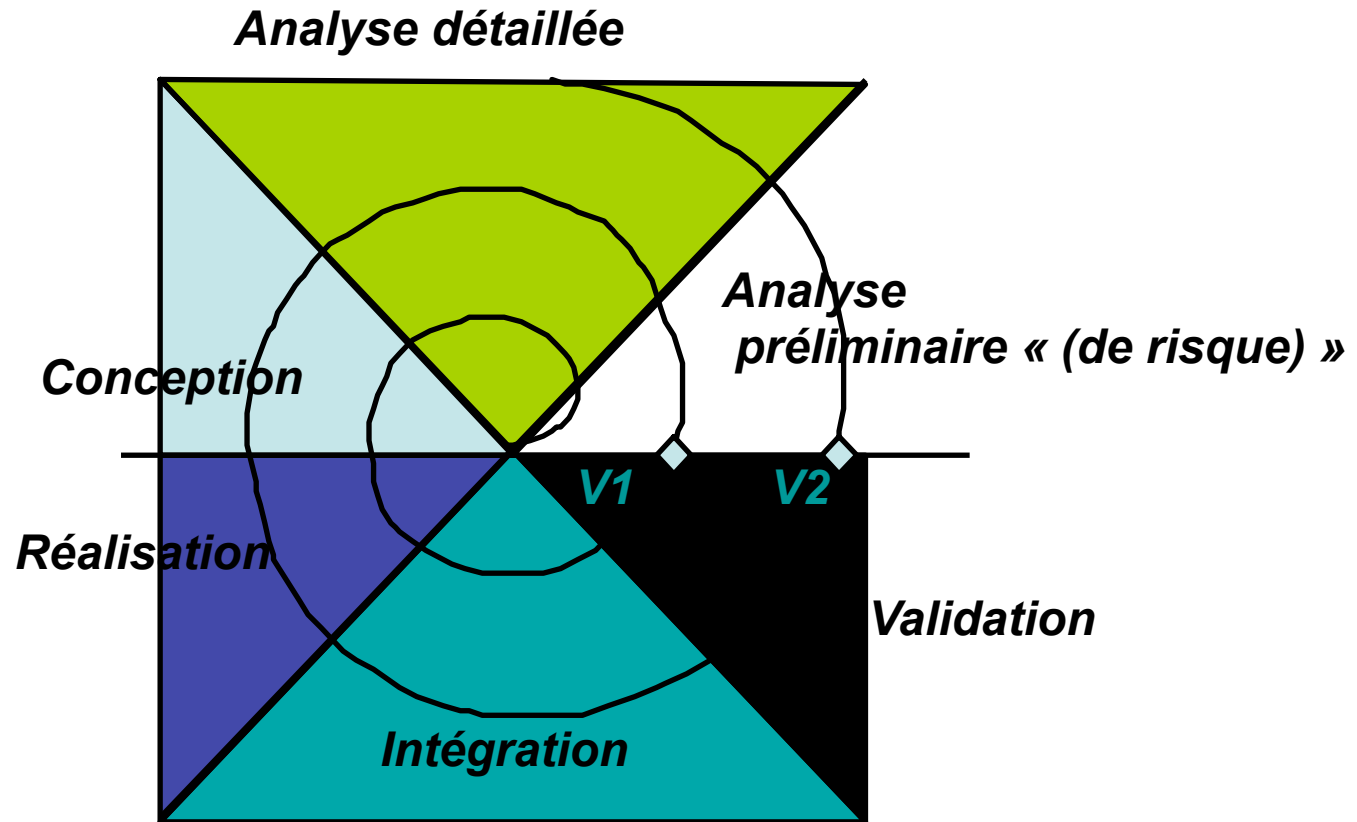 Analyse détaillée
Analyse
préliminaire « (de risque) »
Conception
V1
V2
Réalisation
Validation
Intégration